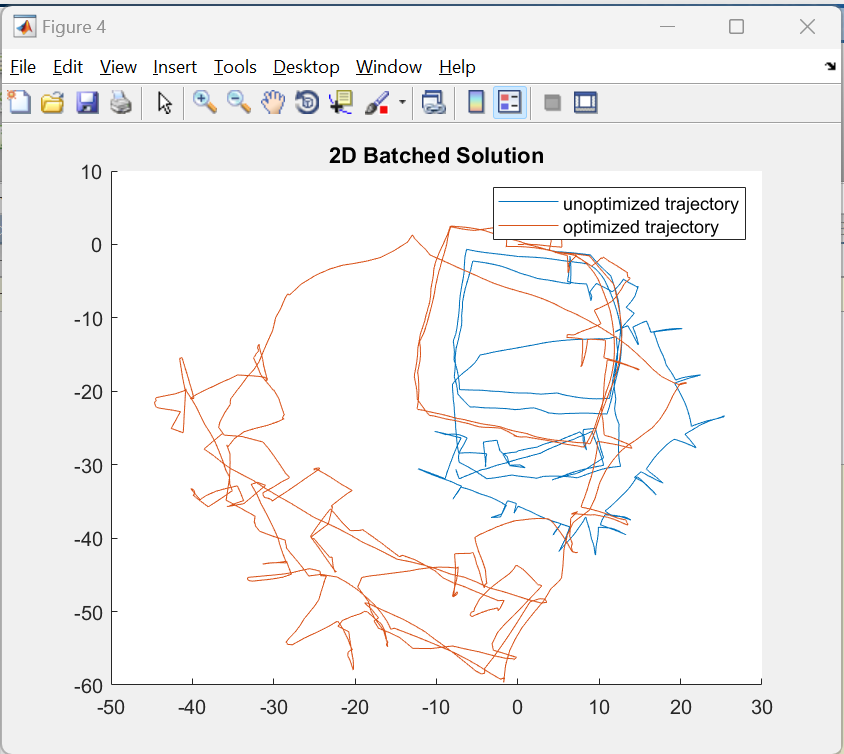 Figure 4
File Edit View Insert Tools Desktop Window Help
2D Batched Solution
unoptimized trajectory
optimized trajectory
10
0
-10
-20
-30
-40
-50
-60
-50 -40 -30 -20 -10 0 10 20 30